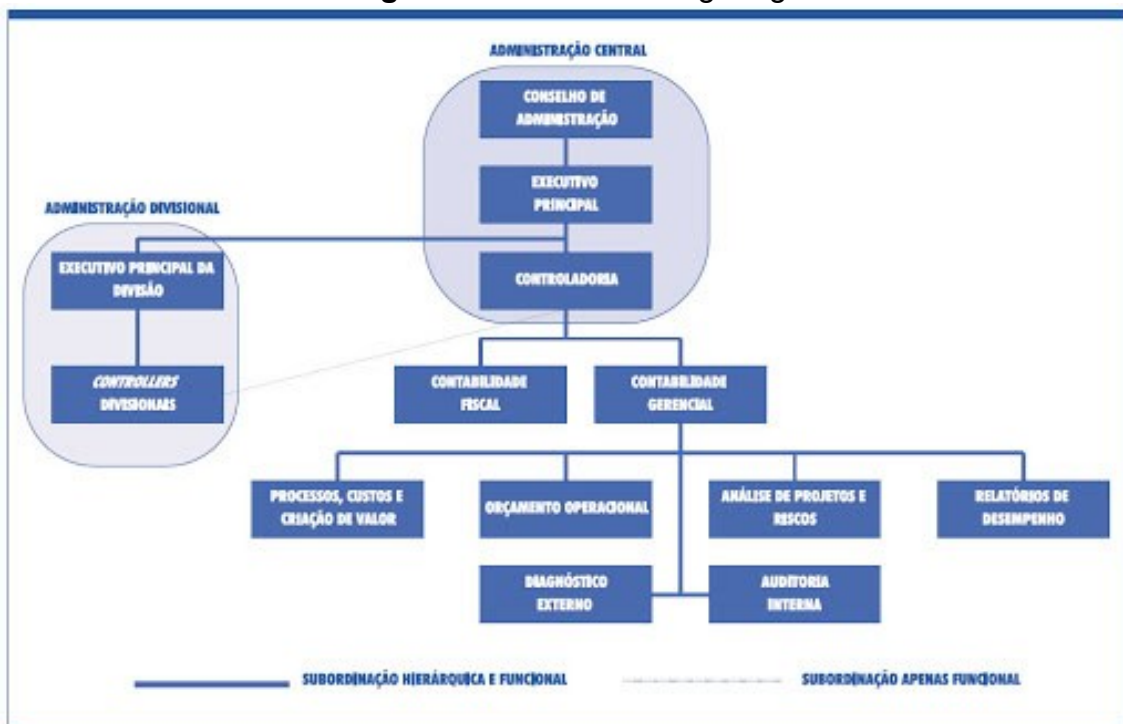 ADMINISTRAÇÃO CENTRAL
CONSELHO DE
ADMINISTRAÇÃO
EXECUTIVO
PRINCIPAL
ADMINISTRAÇÃO DIVISIONAL
EXECUTIVO PRINCIPAL DA
DIVISÃO
CONTROLADORIA
CONTROLLERS
DIVISIONAIS
CONTABILIDADE
FISCAL
CONTABILIDADE
GERENCIAL
PROCESSOS, CUSTOS E
CRIAÇÃO DE VALOR
ORÇAMENTO OPERACIONAL
ANÁLISE DE PROJETOS E
RISCOS
RELATÓRIOS DE
DESEMPENHO
DIAGNÓSTICO
EXTERNO
AUDITORIA
INTERNA
SUBORDINAÇÃO HIERÁRQUICA E FUNCIONAL
SUBORDINAÇÃO APENAS FUNCIONAL